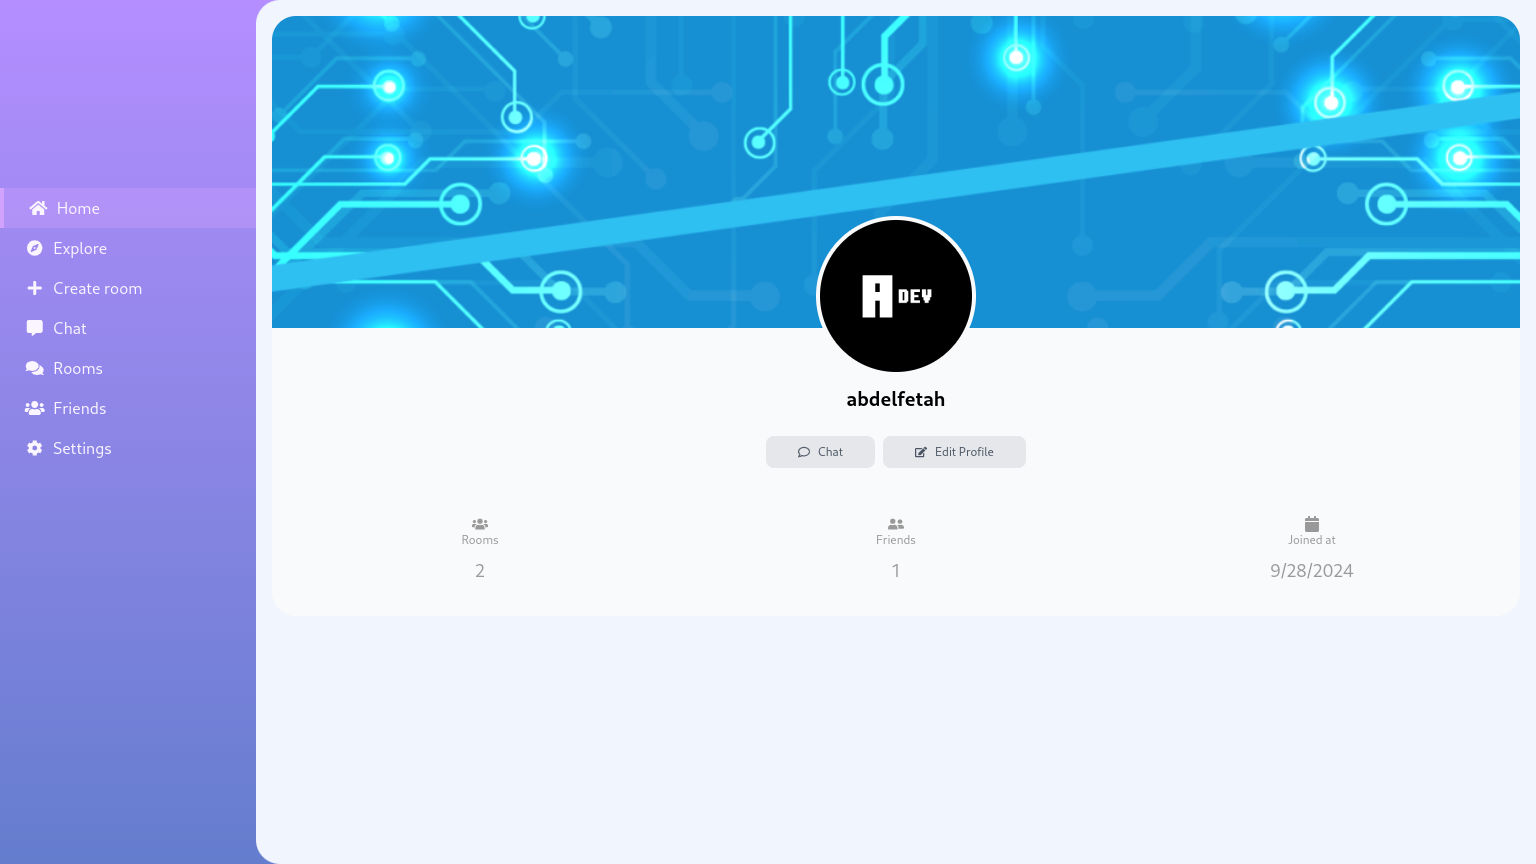 Home
Explore
Create room
Chat
Rooms
Friends
Settings
A DEV
abdelfetah
Chat
Edit Profile
Rooms
2
Friends
1
Joined at
9/28/2024